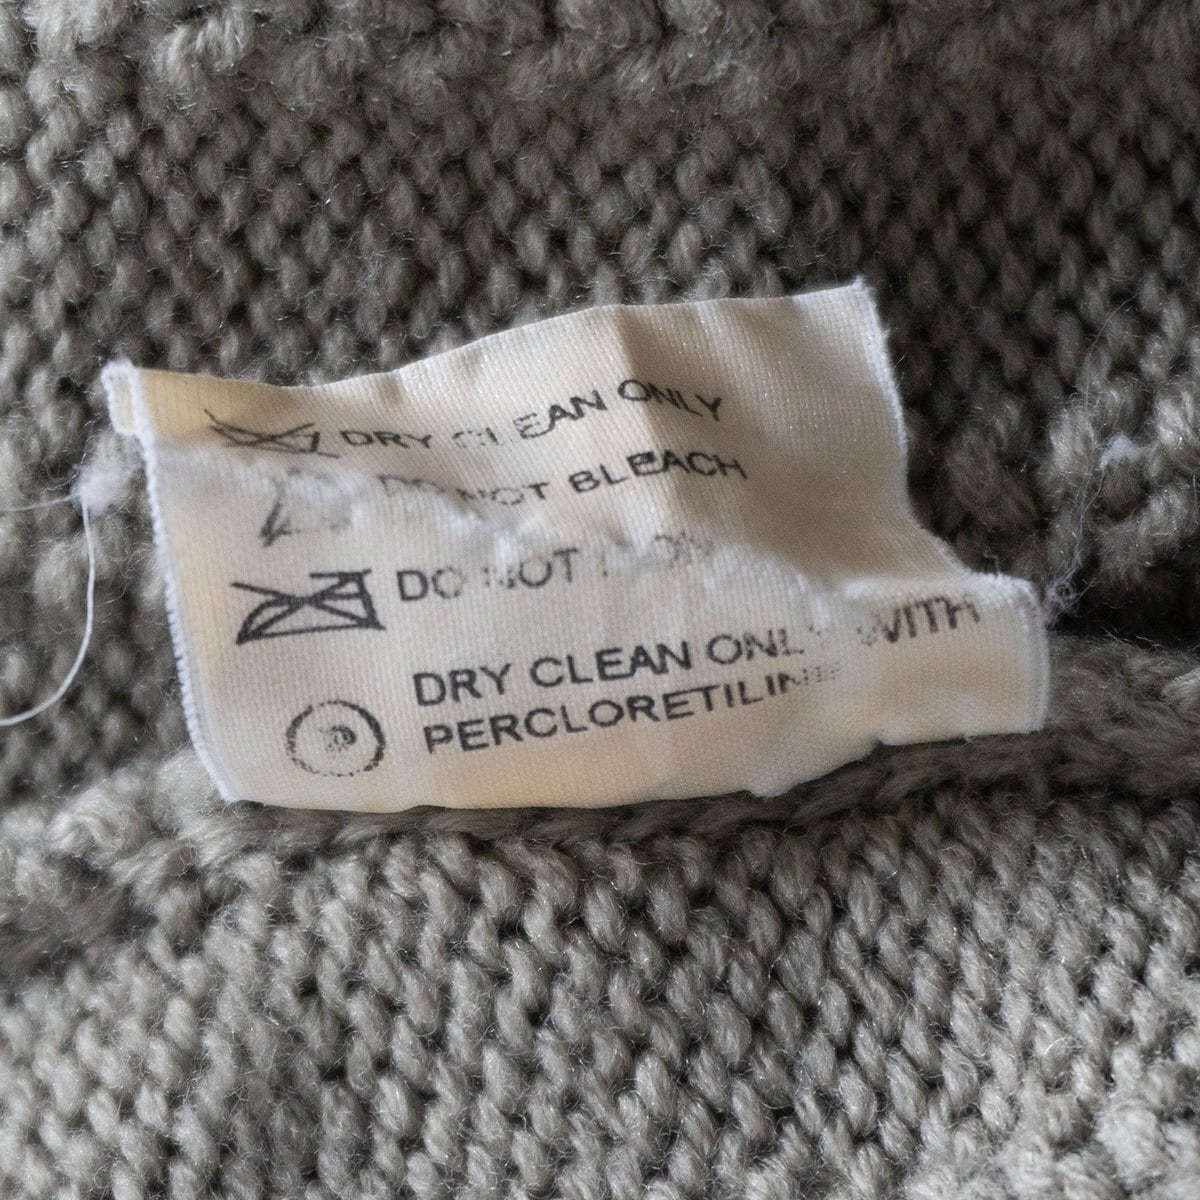 DRY CLEAN ONLY
DO NOT BLEACH
DO NOT
DRY CLEAN ONLY WITH
PERCLORETILINE